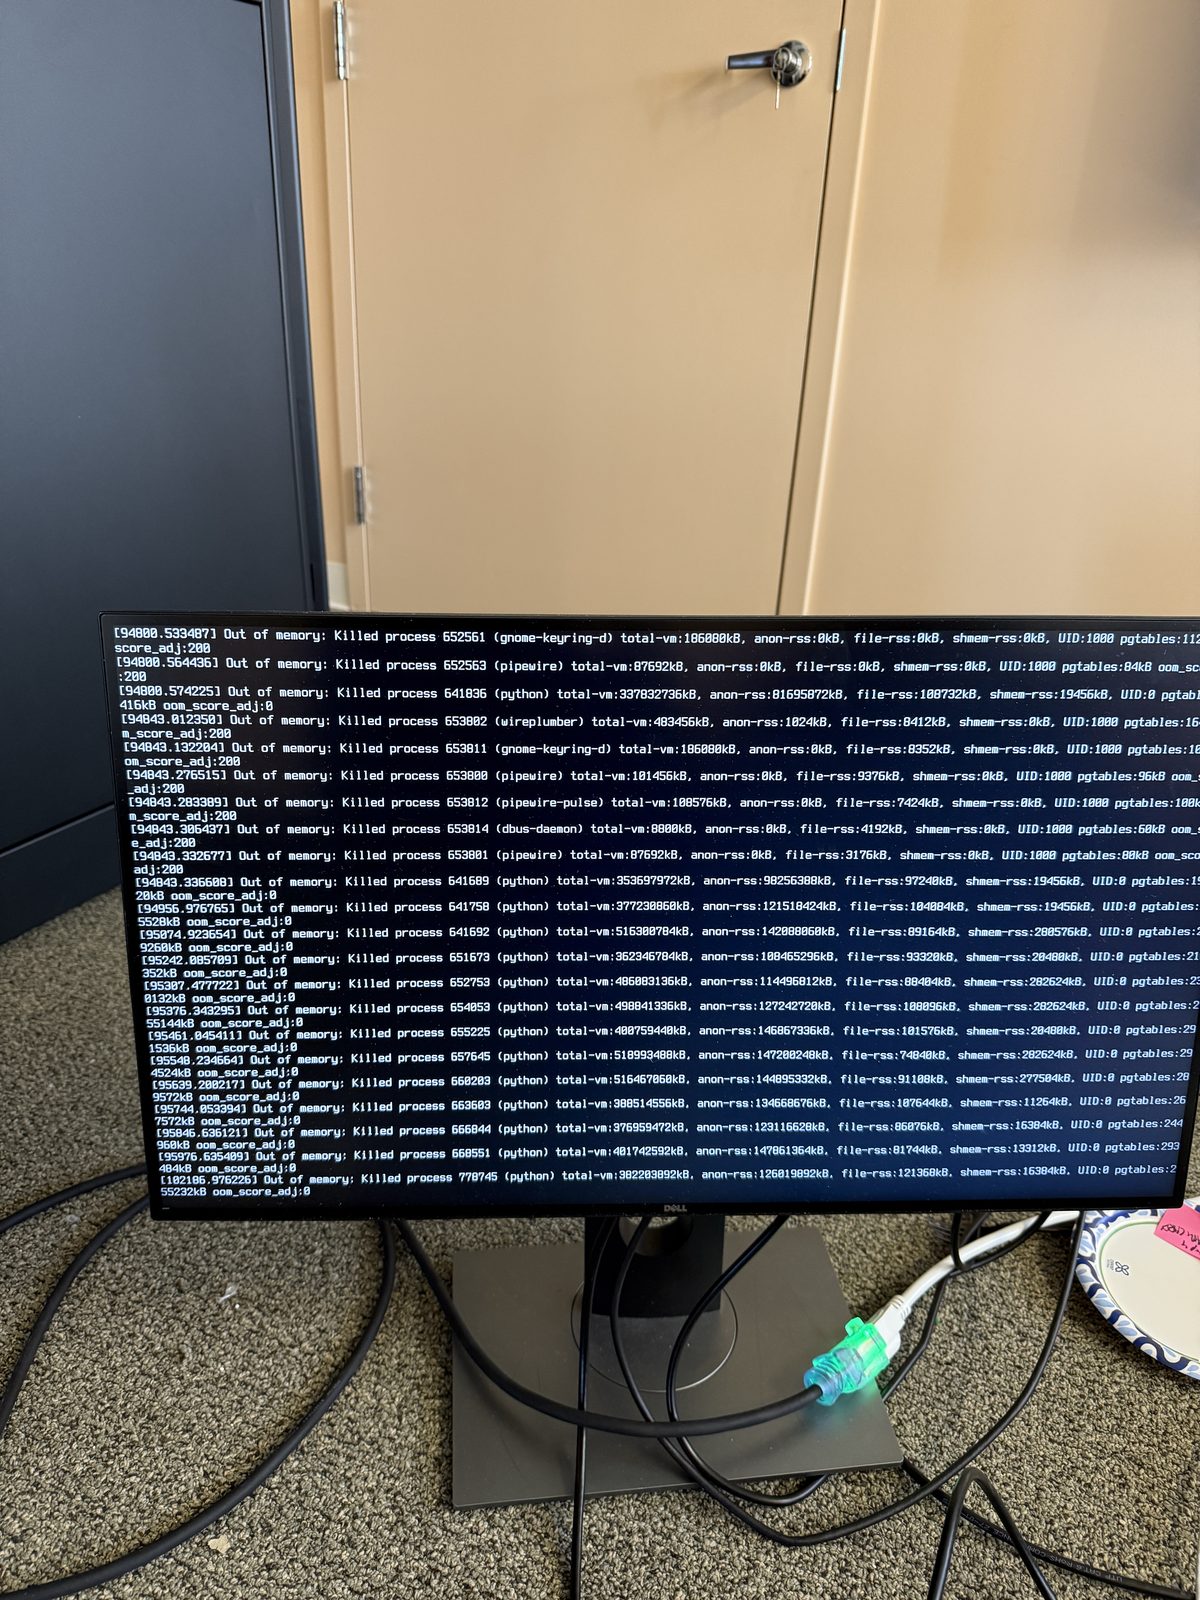 [94800.533487] Out of memory: Killed process 652561 (gnome-keyring-d) total-vm:186080kB, anon-rss:0kB, file-rss:0kB, shmem-rss:0kB, UID:1000 pgtables:112
score_adj:200
[94800.564436] Out of memory: Killed process 652563 (pipewire) total-vm:87692kB, anon-rss:0kB, file-rss:0kB, shmem-rss:0kB, UID:1000 pgtables:84kB oom_sc
:200
[94800.574225] Out of memory: Killed process 641836 (python) total-vm:337832736kB, anon-rss:81695872kB, file-rss:108732kB, shmem-rss:19456kB, UID:0 pgtables:
416kB oom_score_adj:0
[94843.012350] Out of memory: Killed process 653802 (wireplumber) total-vm:483456kB, anon-rss:1024kB, file-rss:8412kB, shmem-rss:0kB, UID:1000 pgtables:164
m_score_adj:200
[94843.132204] Out of memory: Killed process 653811 (gnome-keyring-d) total-vm:186080kB, anon-rss:0kB, file-rss:8352kB, shmem-rss:0kB, UID:1000 pgtables:10
om_score_adj:200
[94843.276515] Out of memory: Killed process 653800 (pipewire) total-vm:101456kB, anon-rss:0kB, file-rss:9376kB, shmem-rss:0kB, UID:1000 pgtables:96kB oom_s
_adj:200
[94843.283389] Out of memory: Killed process 653812 (pipewire-pulse) total-vm:108576kB, anon-rss:0kB, file-rss:7424kB, shmem-rss:0kB, UID:1000 pgtables:100k
m_score_adj:200
[94843.306437] Out of memory: Killed process 653814 (dbus-daemon) total-vm:8800kB, anon-rss:0kB, file-rss:4192kB, shmem-rss:0kB, UID:1000 pgtables:60kB oom_s
e_adj:200
[94843.332677] Out of memory: Killed process 653801 (pipewire) total-vm:87692kB, anon-rss:0kB, file-rss:3176kB, shmem-rss:0kB, UID:1000 pgtables:80kB oom_sco
adj:200
[94843.336608] Out of memory: Killed process 641689 (python) total-vm:353697972kB, anon-rss:98256388kB, file-rss:97240kB, shmem-rss:19456kB, UID:0 pgtables:
20kB oom_score_adj:0
[94956.976765] Out of memory: Killed process 641758 (python) total-vm:377230860kB, anon-rss:121518424kB, file-rss:104084kB, shmem-rss:19456kB, UID:0 pgtables:
5528kB oom_score_adj:0
[95074.923654] Out of memory: Killed process 641692 (python) total-vm:516300784kB, anon-rss:142088060kB, file-rss:89164kB, shmem-rss:280576kB, UID:0 pgtables:2
9260kB oom_score_adj:0
[95242.085709] Out of memory: Killed process 651673 (python) total-vm:362346784kB, anon-rss:108465296kB, file-rss:93320kB, shmem-rss:20480kB, UID:0 pgtables:21
352kB oom_score_adj:0
[95307.477722] Out of memory: Killed process 652753 (python) total-vm:486083136kB, anon-rss:114496812kB, file-rss:88404kB, shmem-rss:282624kB, UID:0 pgtables:23
0132kB oom_score_adj:0
[95376.343295] Out of memory: Killed process 654053 (python) total-vm:498841336kB, anon-rss:127242720kB, file-rss:108096kB, shmem-rss:282624kB, UID:0 pgtables:2
55144kB oom_score_adj:0
[95461.045411] Out of memory: Killed process 655225 (python) total-vm:400759440kB, anon-rss:146867336kB, file-rss:101576kB, shmem-rss:20480kB, UID:0 pgtables:29
1536kB oom_score_adj:0
[95548.234664] Out of memory: Killed process 657645 (python) total-vm:518993488kB, anon-rss:147200248kB, file-rss:74840kB, shmem-rss:282624kB, UID:0 pgtables:29
4524kB oom_score_adj:0
[95639.200217] Out of memory: Killed process 660203 (python) total-vm:516467060kB, anon-rss:144895332kB, file-rss:91108kB, shmem-rss:277504kB, UID:0 pgtables:28
9572kB oom_score_adj:0
[95744.053394] Out of memory: Killed process 663603 (python) total-vm:388514556kB, anon-rss:134668676kB, file-rss:107644kB, shmem-rss:11264kB, UID:0 pgtables:26
7572kB oom_score_adj:0
[95846.636121] Out of memory: Killed process 666844 (python) total-vm:376959472kB, anon-rss:123116628kB, file-rss:86076kB, shmem-rss:16384kB, UID:0 pgtables:244
960kB oom_score_adj:0
[95976.635409] Out of memory: Killed process 668551 (python) total-vm:401742592kB, anon-rss:147861364kB, file-rss:81744kB, shmem-rss:13312kB, UID:0 pgtables:293
484kB oom_score_adj:0
[102186.976226] Out of memory: Killed process 778745 (python) total-vm:382203892kB, anon-rss:126019892kB, file-rss:121368kB, shmem-rss:16384kB, UID:0 pgtables:2
55232kB oom_score_adj:0
DELL